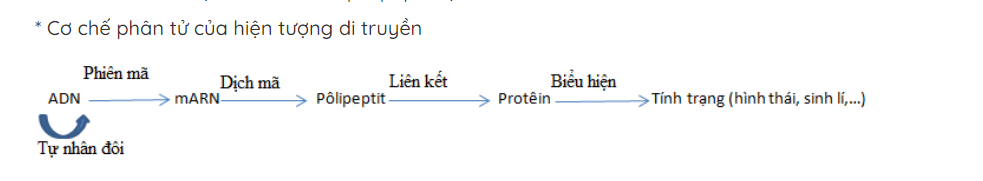 * Cơ chế phân tử của hiện tượng di truyền
Phiên mã Dịch mã Liên kết Biểu hiện
ADN mARN Pôlipeptit Protêin Tính trạng (hình thái, sinh lí,...)
Tự nhân đôi